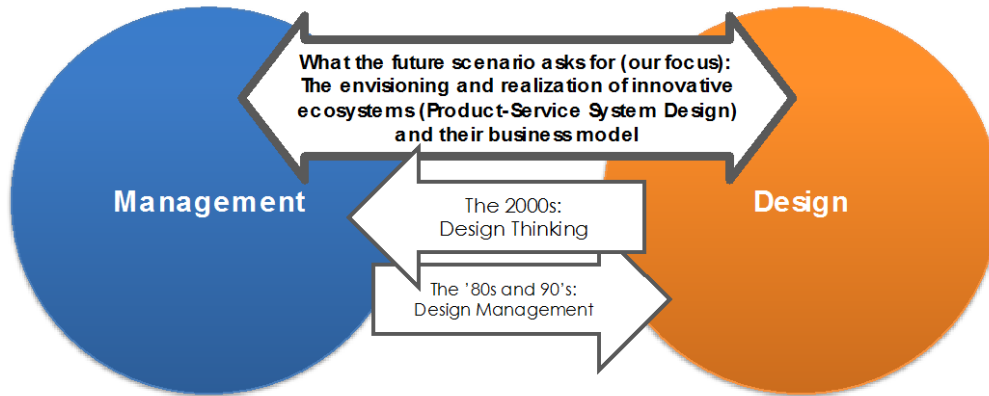 What the future scenario asks for (our focus):
The envisioning and realization of innovative
ecosystems (Product-Service System Design)
and their business model
Management
Design
The 2000s:
Design Thinking
The '80s and 90's:
Design Management